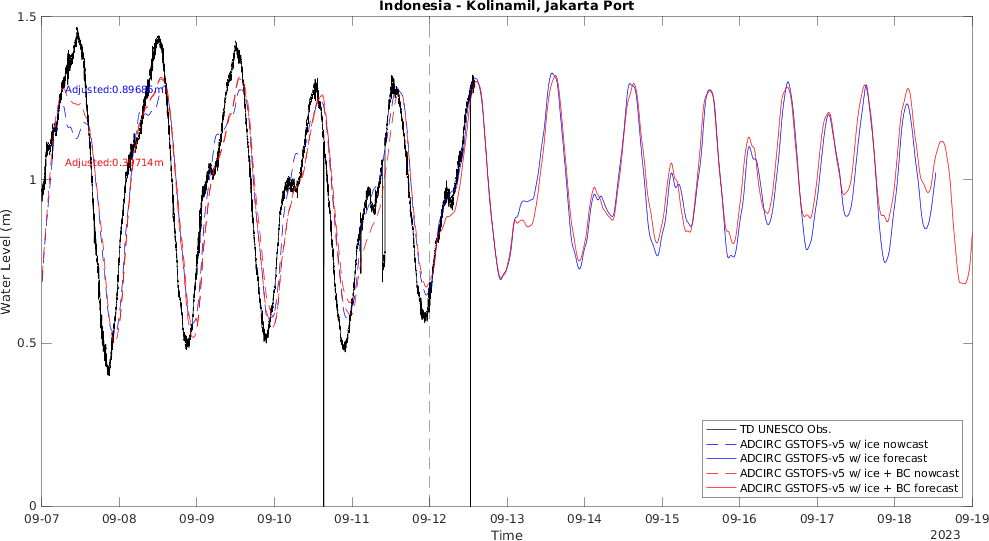 Indonesia - Kolinamil, Jakarta Port
1.5
Adjusted:0.89686m
Adjusted:0.39714m
1
Water Level (m)
0.5
TD UNESCO Obs.
ADCIRC GSTOFS-v5 w/ ice nowcast
ADCIRC GSTOFS-v5 w/ ice forecast
ADCIRC GSTOFS-v5 w/ ice + BC nowcast
ADCIRC GSTOFS-v5 w/ ice + BC forecast
0
09-07 09-08 09-09 09-10 09-11 09-12 09-13 09-14 09-15 09-16 09-17 09-18 09-19
Time
2023